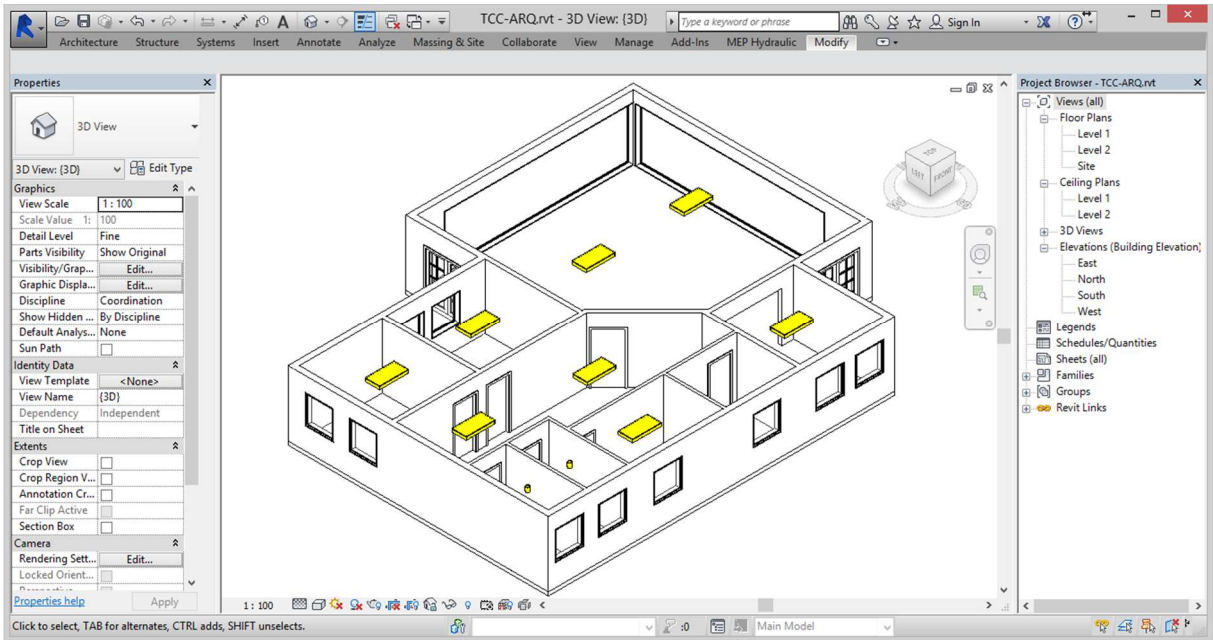 TCC-ARQ.rvt - 3D View: {3D}
Type a keyword or phrase
Sign In
Architecture Structure Systems Insert Annotate Analyze Massing & Site Collaborate View Manage Add-Ins MEP Hydraulic Modify
Properties
3D View
3D View: {3D}
Edit Type
Graphics
View Scale 1 : 100
Scale Value 1: 100
Detail Level Fine
Parts Visibility Show Original
Visibility/Grap... Edit...
Graphic Displa... Edit...
Discipline Coordination
Show Hidden ... By Discipline
Default Analys... None
Sun Path
Identity Data
View Template <None>
View Name {3D}
Dependency Independent
Title on Sheet
Extents
Crop View
Crop Region V...
Annotation Cr...
Far Clip Active
Section Box
Camera
Rendering Sett... Edit...
Locked Orient...
Properties help
Apply
TOP
LEFT
FRONT
1 : 100
Project Browser - TCC-ARQ.rvt
Views (all)
Floor Plans
Level 1
Level 2
Site
Ceiling Plans
Level 1
Level 2
3D Views
Elevations (Building Elevation)
East
North
South
West
Legends
Schedules/Quantities
Sheets (all)
Families
Groups
Revit Links
Click to select, TAB for alternates, CTRL adds, SHIFT unselects.
:0
Main Model